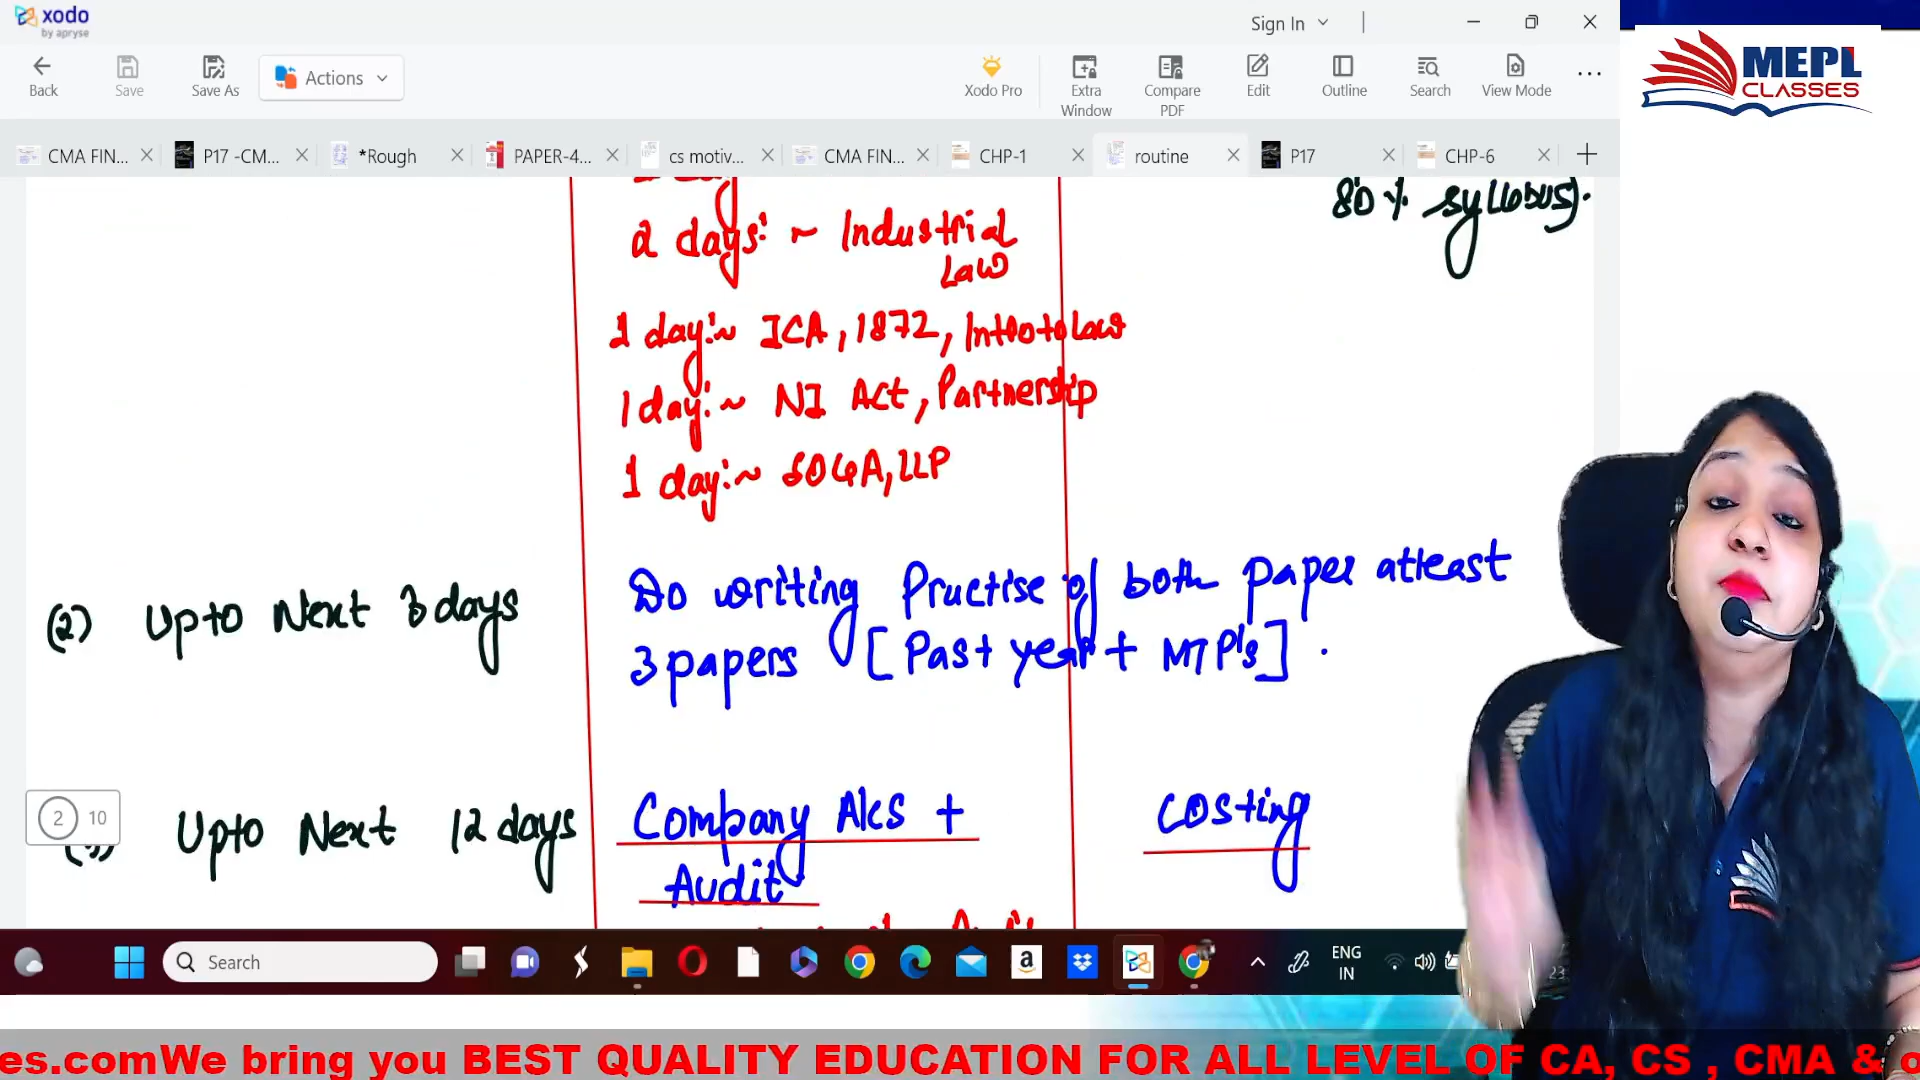 xodo
by apryse
Sign In
Back
Save
Save As
Actions
Xodo Pro
Extra Window
Compare PDF
Edit
Outline
Search
View Mode
CMA FIN...
P17 -CM...
*Rough
PAPER-4...
cs motiv...
CMA FIN...
CHP-1
routine
P17
CHP-6
MEPL
CLASSES
80% syllabus).
2 days:~ Industrial
Law
1 day:~ ICA, 1872, Intro to Law
1 day:~ NI Act, Partnership
1 day:~ SOGA, LLP
(2) Upto Next 3 days
Do writing Practise of both paper atleast
3 papers [Past year + MTP's].
2 10
Upto Next 12 days
Company A/cs +
Audit
Costing
Search
ENG
IN
es.comWe bring you BEST QUALITY EDUCATION FOR ALL LEVEL OF CA, CS , CMA & o